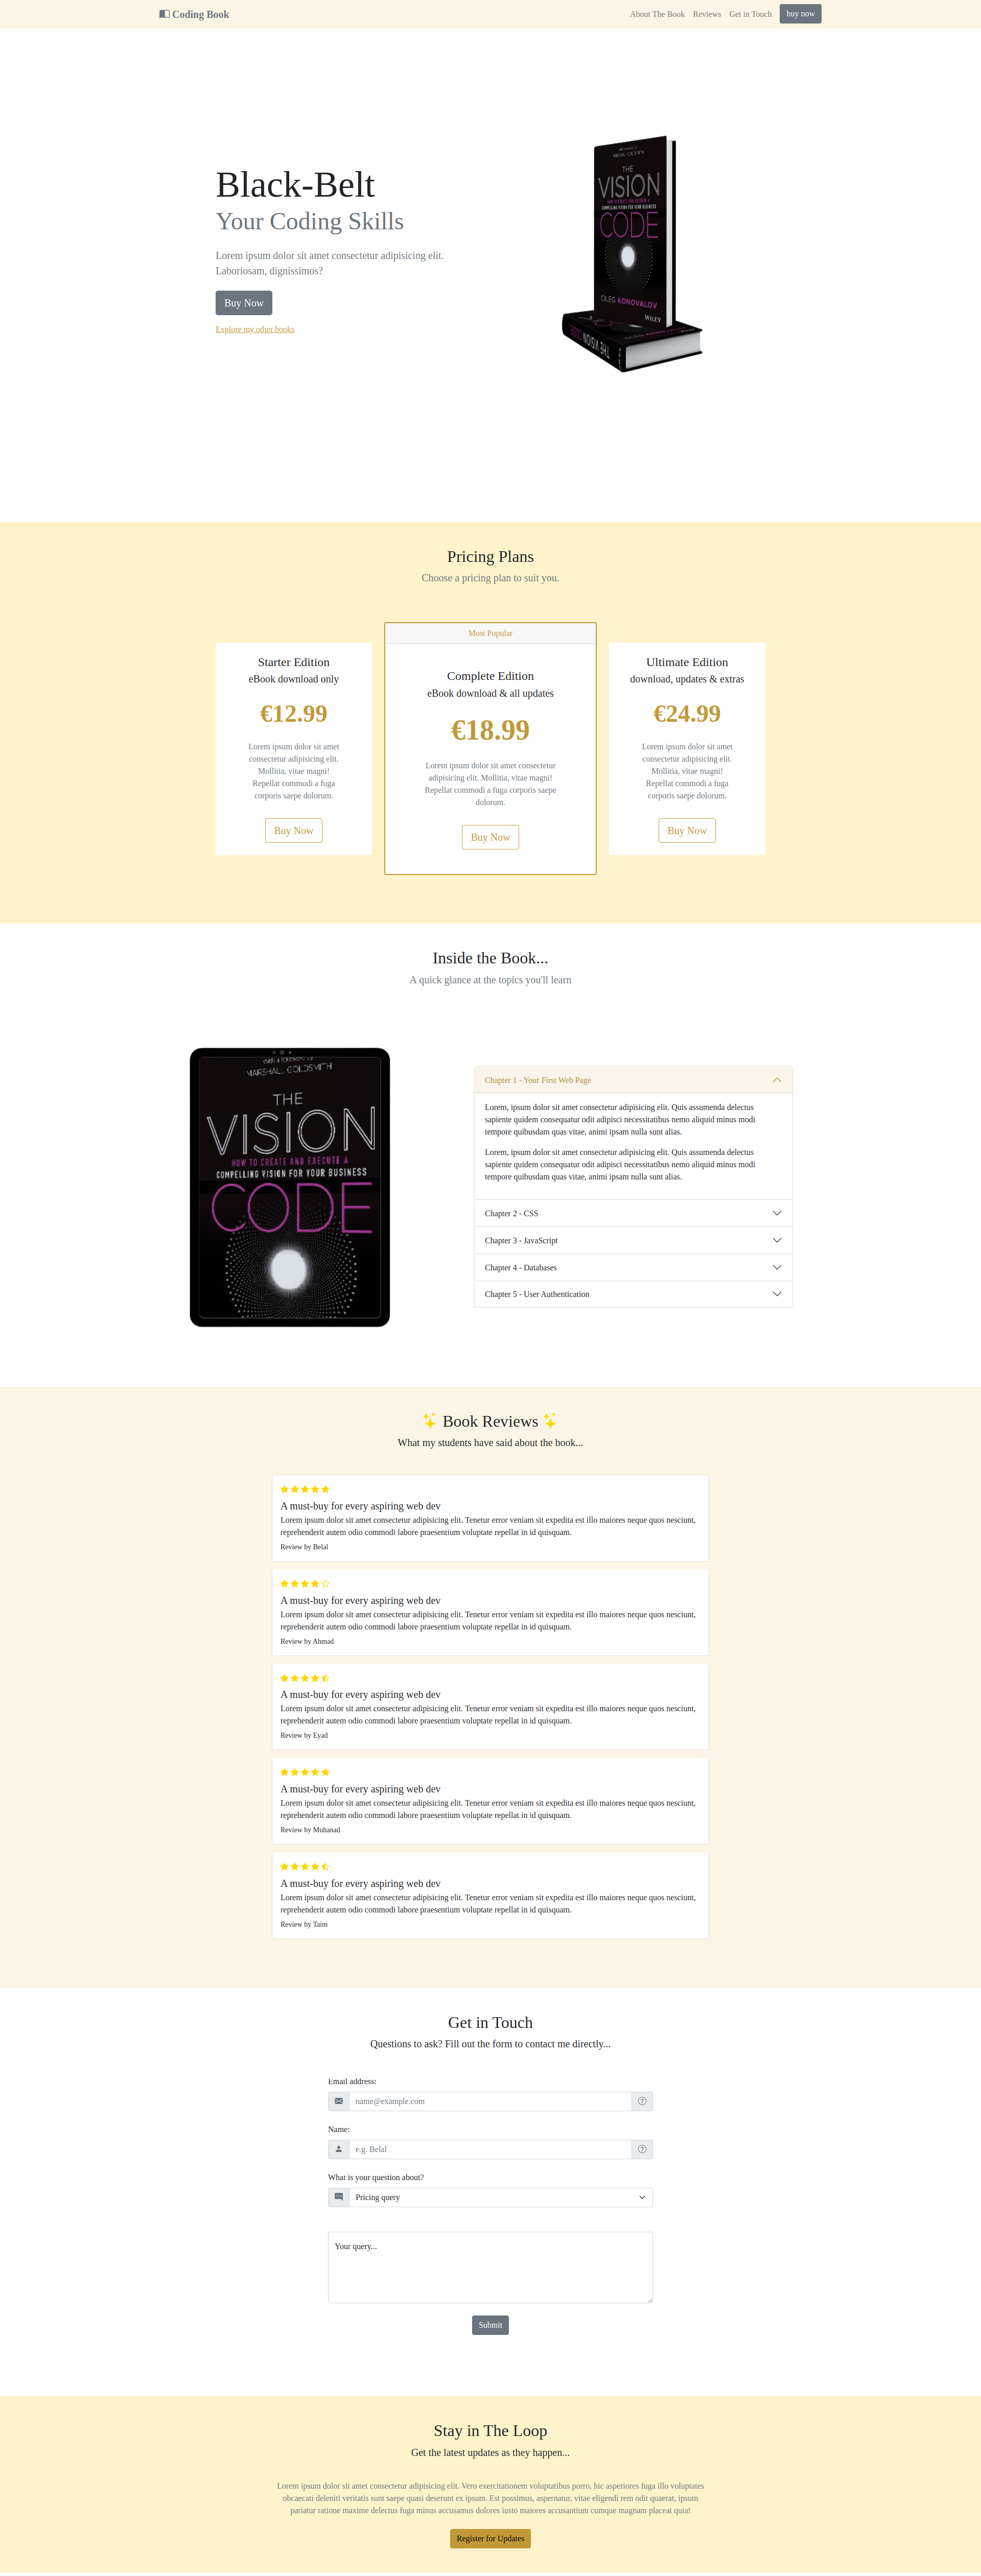 Coding Book
About The Book
Reviews
Get in Touch
buy now
Black-Belt
Your Coding Skills
Lorem ipsum dolor sit amet consectetur adipisicing elit.
Laboriosam, dignissimos?
Buy Now
Explore my other books
THE
VISION
HOW TO CREATE AND EXECUTE A
COMPELLING VISION FOR YOUR BUSINESS
CODE
OLEG KONOVALOV
WILEY
THE VISION CODE
Pricing Plans
Choose a pricing plan to suit you.
Starter Edition
eBook download only
€12.99
Lorem ipsum dolor sit amet
consectetur adipisicing elit.
Mollitia, vitae magni!
Repellat commodi a fuga
corporis saepe dolorum.
Buy Now
Most Popular
Complete Edition
eBook download & all updates
€18.99
Lorem ipsum dolor sit amet consectetur
adipisicing elit. Mollitia, vitae magni!
Repellat commodi a fuga corporis saepe
dolorum.
Buy Now
Ultimate Edition
download, updates & extras
€24.99
Lorem ipsum dolor sit amet
consectetur adipisicing elit.
Mollitia, vitae magni!
Repellat commodi a fuga
corporis saepe dolorum.
Buy Now
Inside the Book...
A quick glance at the topics you'll learn
MARSHALL GOLDSMITH
THE
VISION
HOW TO CREATE AND EXECUTE A
COMPELLING VISION FOR YOUR BUSINESS
CODE
Chapter 1 - Your First Web Page
Lorem, ipsum dolor sit amet consectetur adipisicing elit. Quis assumenda delectus
sapiente quidem consequatur odit adipisci necessitatibus nemo aliquid minus modi
tempore quibusdam quas vitae, animi ipsam nulla sunt alias.
Lorem, ipsum dolor sit amet consectetur adipisicing elit. Quis assumenda delectus
sapiente quidem consequatur odit adipisci necessitatibus nemo aliquid minus modi
tempore quibusdam quas vitae, animi ipsam nulla sunt alias.
Chapter 2 - CSS
Chapter 3 - JavaScript
Chapter 4 - Databases
Chapter 5 - User Authentication
Book Reviews
What my students have said about the book...
A must-buy for every aspiring web dev
Lorem ipsum dolor sit amet consectetur adipisicing elit. Tenetur error veniam sit expedita est illo maiores neque quos nesciunt,
reprehenderit autem odio commodi labore praesentium voluptate repellat in id quisquam.
Review by Belal
A must-buy for every aspiring web dev
Lorem ipsum dolor sit amet consectetur adipisicing elit. Tenetur error veniam sit expedita est illo maiores neque quos nesciunt,
reprehenderit autem odio commodi labore praesentium voluptate repellat in id quisquam.
Review by Ahmad
A must-buy for every aspiring web dev
Lorem ipsum dolor sit amet consectetur adipisicing elit. Tenetur error veniam sit expedita est illo maiores neque quos nesciunt,
reprehenderit autem odio commodi labore praesentium voluptate repellat in id quisquam.
Review by Eyad
A must-buy for every aspiring web dev
Lorem ipsum dolor sit amet consectetur adipisicing elit. Tenetur error veniam sit expedita est illo maiores neque quos nesciunt,
reprehenderit autem odio commodi labore praesentium voluptate repellat in id quisquam.
Review by Muhanad
A must-buy for every aspiring web dev
Lorem ipsum dolor sit amet consectetur adipisicing elit. Tenetur error veniam sit expedita est illo maiores neque quos nesciunt,
reprehenderit autem odio commodi labore praesentium voluptate repellat in id quisquam.
Review by Taim
Get in Touch
Questions to ask? Fill out the form to contact me directly...
Email address:
name@example.com
Name:
e.g. Belal
What is your question about?
Pricing query
Your query...
Submit
Stay in The Loop
Get the latest updates as they happen...
Lorem ipsum dolor sit amet consectetur adipisicing elit. Vero exercitationem voluptatibus porro, hic asperiores fuga illo voluptates
obcaecati deleniti veritatis sunt saepe quasi deserunt ex ipsum. Est possimus, aspernatur, vitae eligendi rem odit quaerat, ipsum
pariatur ratione maxime delectus fuga minus accusamus dolores iusto maiores accusantium cumque magnam placeat quia!
Register for Updates